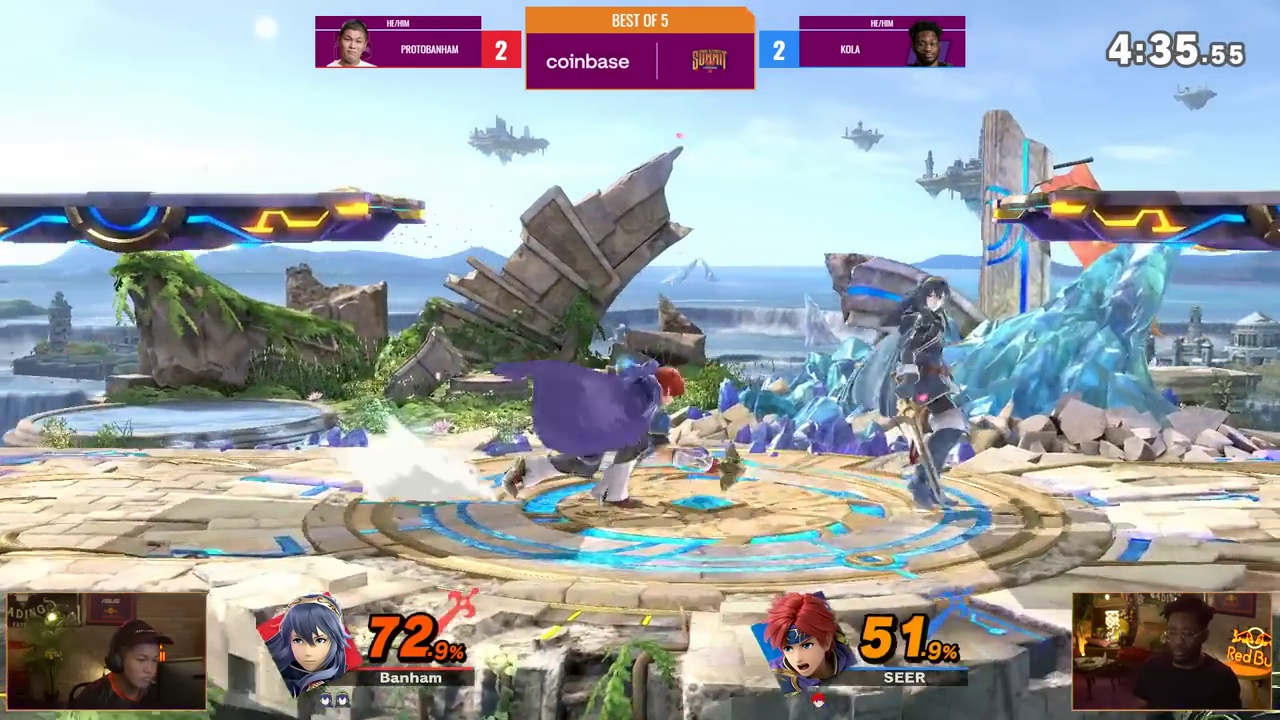 HE/HIM
PROTOBANHAM
2
BEST OF 5
coinbase
SUMMIT
2
HE/HIM
KOLA
4:35.55
72.9%
Banham
51.9%
SEER
Red Bu